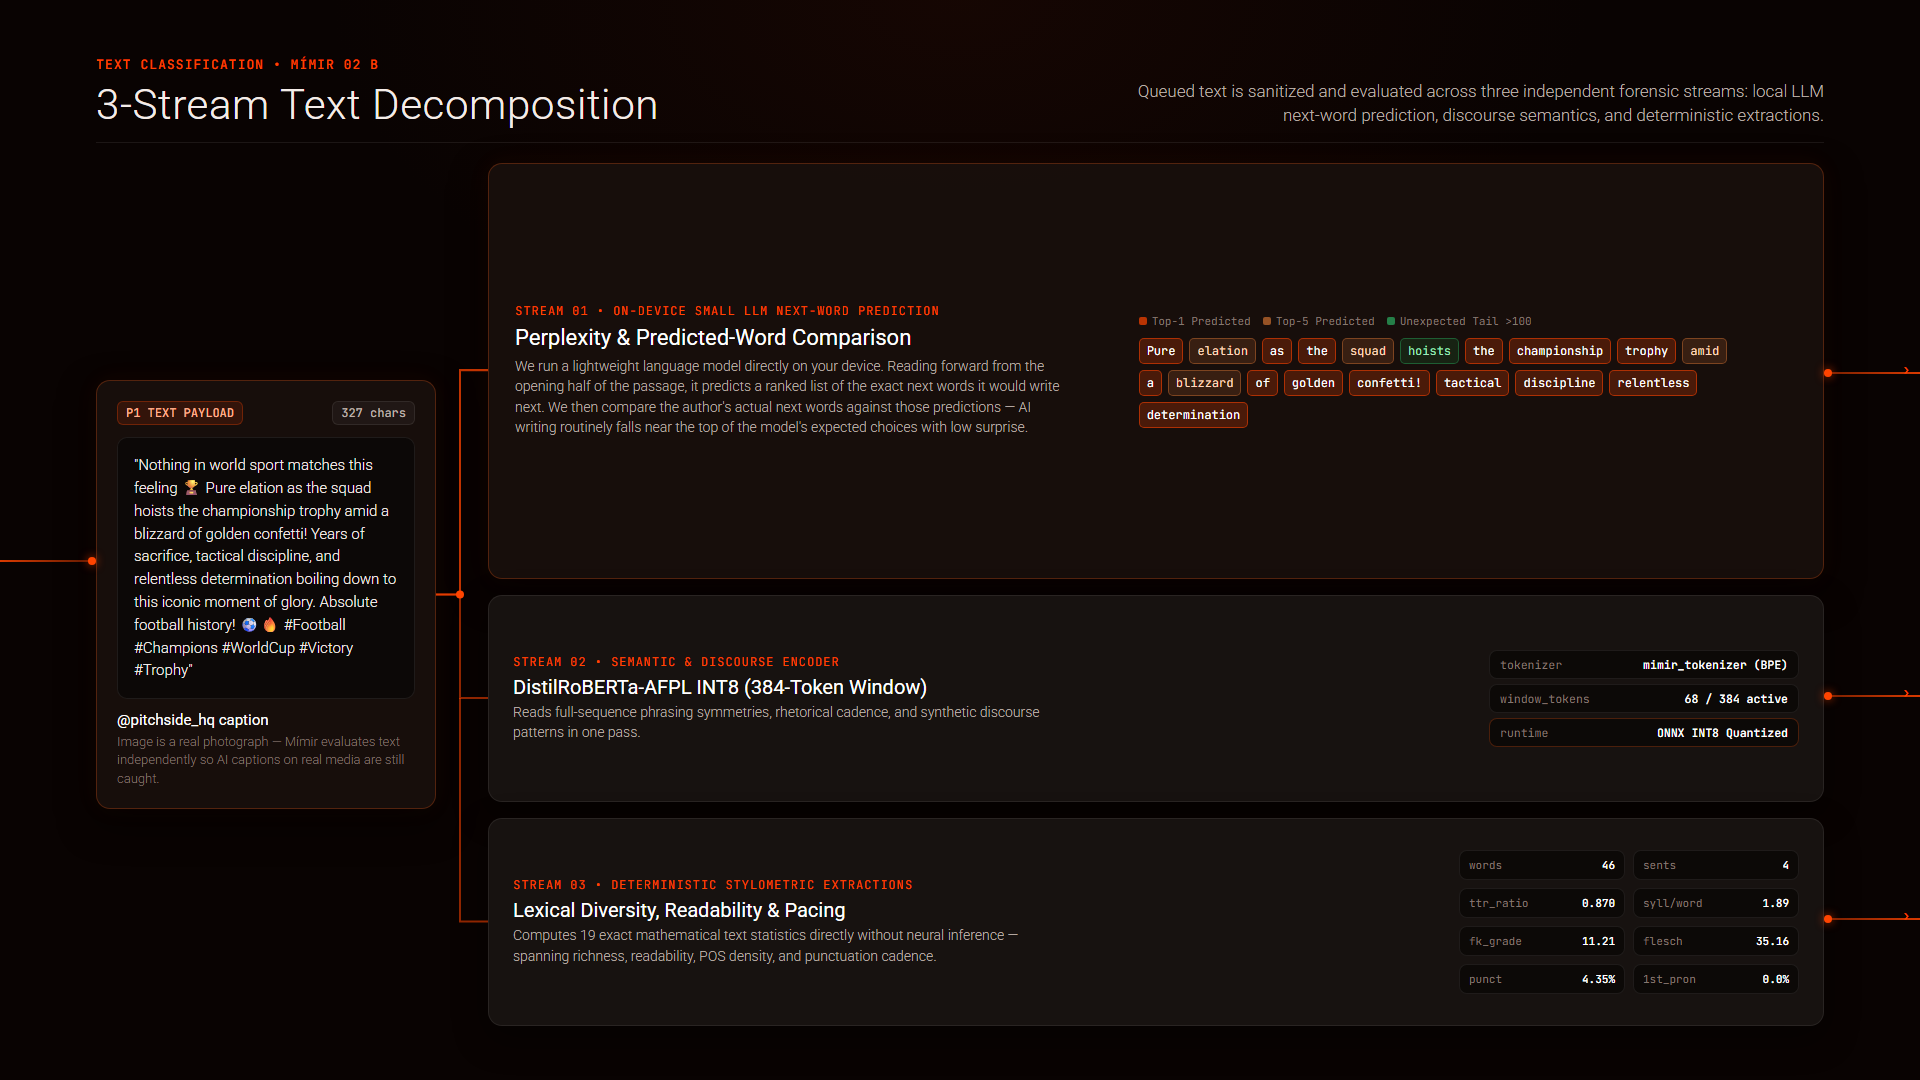 TEXT CLASSIFICATION • MÍMIR 02 B
3-Stream Text Decomposition
Queued text is sanitized and evaluated across three independent forensic streams: local LLM
next-word prediction, discourse semantics, and deterministic extractions.
P1 TEXT PAYLOAD
327 chars
"Nothing in world sport matches this
feeling 🏆 Pure elation as the squad
hoists the championship trophy amid a
blizzard of golden confetti! Years of
sacrifice, tactical discipline, and
relentless determination boiling down to
this iconic moment of glory. Absolute
football history! ⚽ 🔥 #Football
#Champions #WorldCup #Victory
#Trophy"
@pitchside_hq caption
Image is a real photograph — Mímir evaluates text
independently so AI captions on real media are still
caught.
STREAM 01 • ON-DEVICE SMALL LLM NEXT-WORD PREDICTION
Perplexity & Predicted-Word Comparison
We run a lightweight language model directly on your device. Reading forward from the
opening half of the passage, it predicts a ranked list of the exact next words it would write
next. We then compare the author's actual next words against those predictions — AI
writing routinely falls near the top of the model's expected choices with low surprise.
Top-1 Predicted Top-5 Predicted Unexpected Tail >100
Pure elation as the squad hoists the championship trophy amid
a blizzard of golden confetti! tactical discipline relentless
determination
STREAM 02 • SEMANTIC & DISCOURSE ENCODER
DistilRoBERTa-AFPL INT8 (384-Token Window)
Reads full-sequence phrasing symmetries, rhetorical cadence, and synthetic discourse
patterns in one pass.
tokenizer mimir_tokenizer (BPE)
window_tokens 68 / 384 active
runtime ONNX INT8 Quantized
STREAM 03 • DETERMINISTIC STYLOMETRIC EXTRACTIONS
Lexical Diversity, Readability & Pacing
Computes 19 exact mathematical text statistics directly without neural inference —
spanning richness, readability, POS density, and punctuation cadence.
words 46 sents 4
ttr_ratio 0.870 syll/word 1.89
fk_grade 11.21 flesch 35.16
punct 4.35% 1st_pron 0.0%